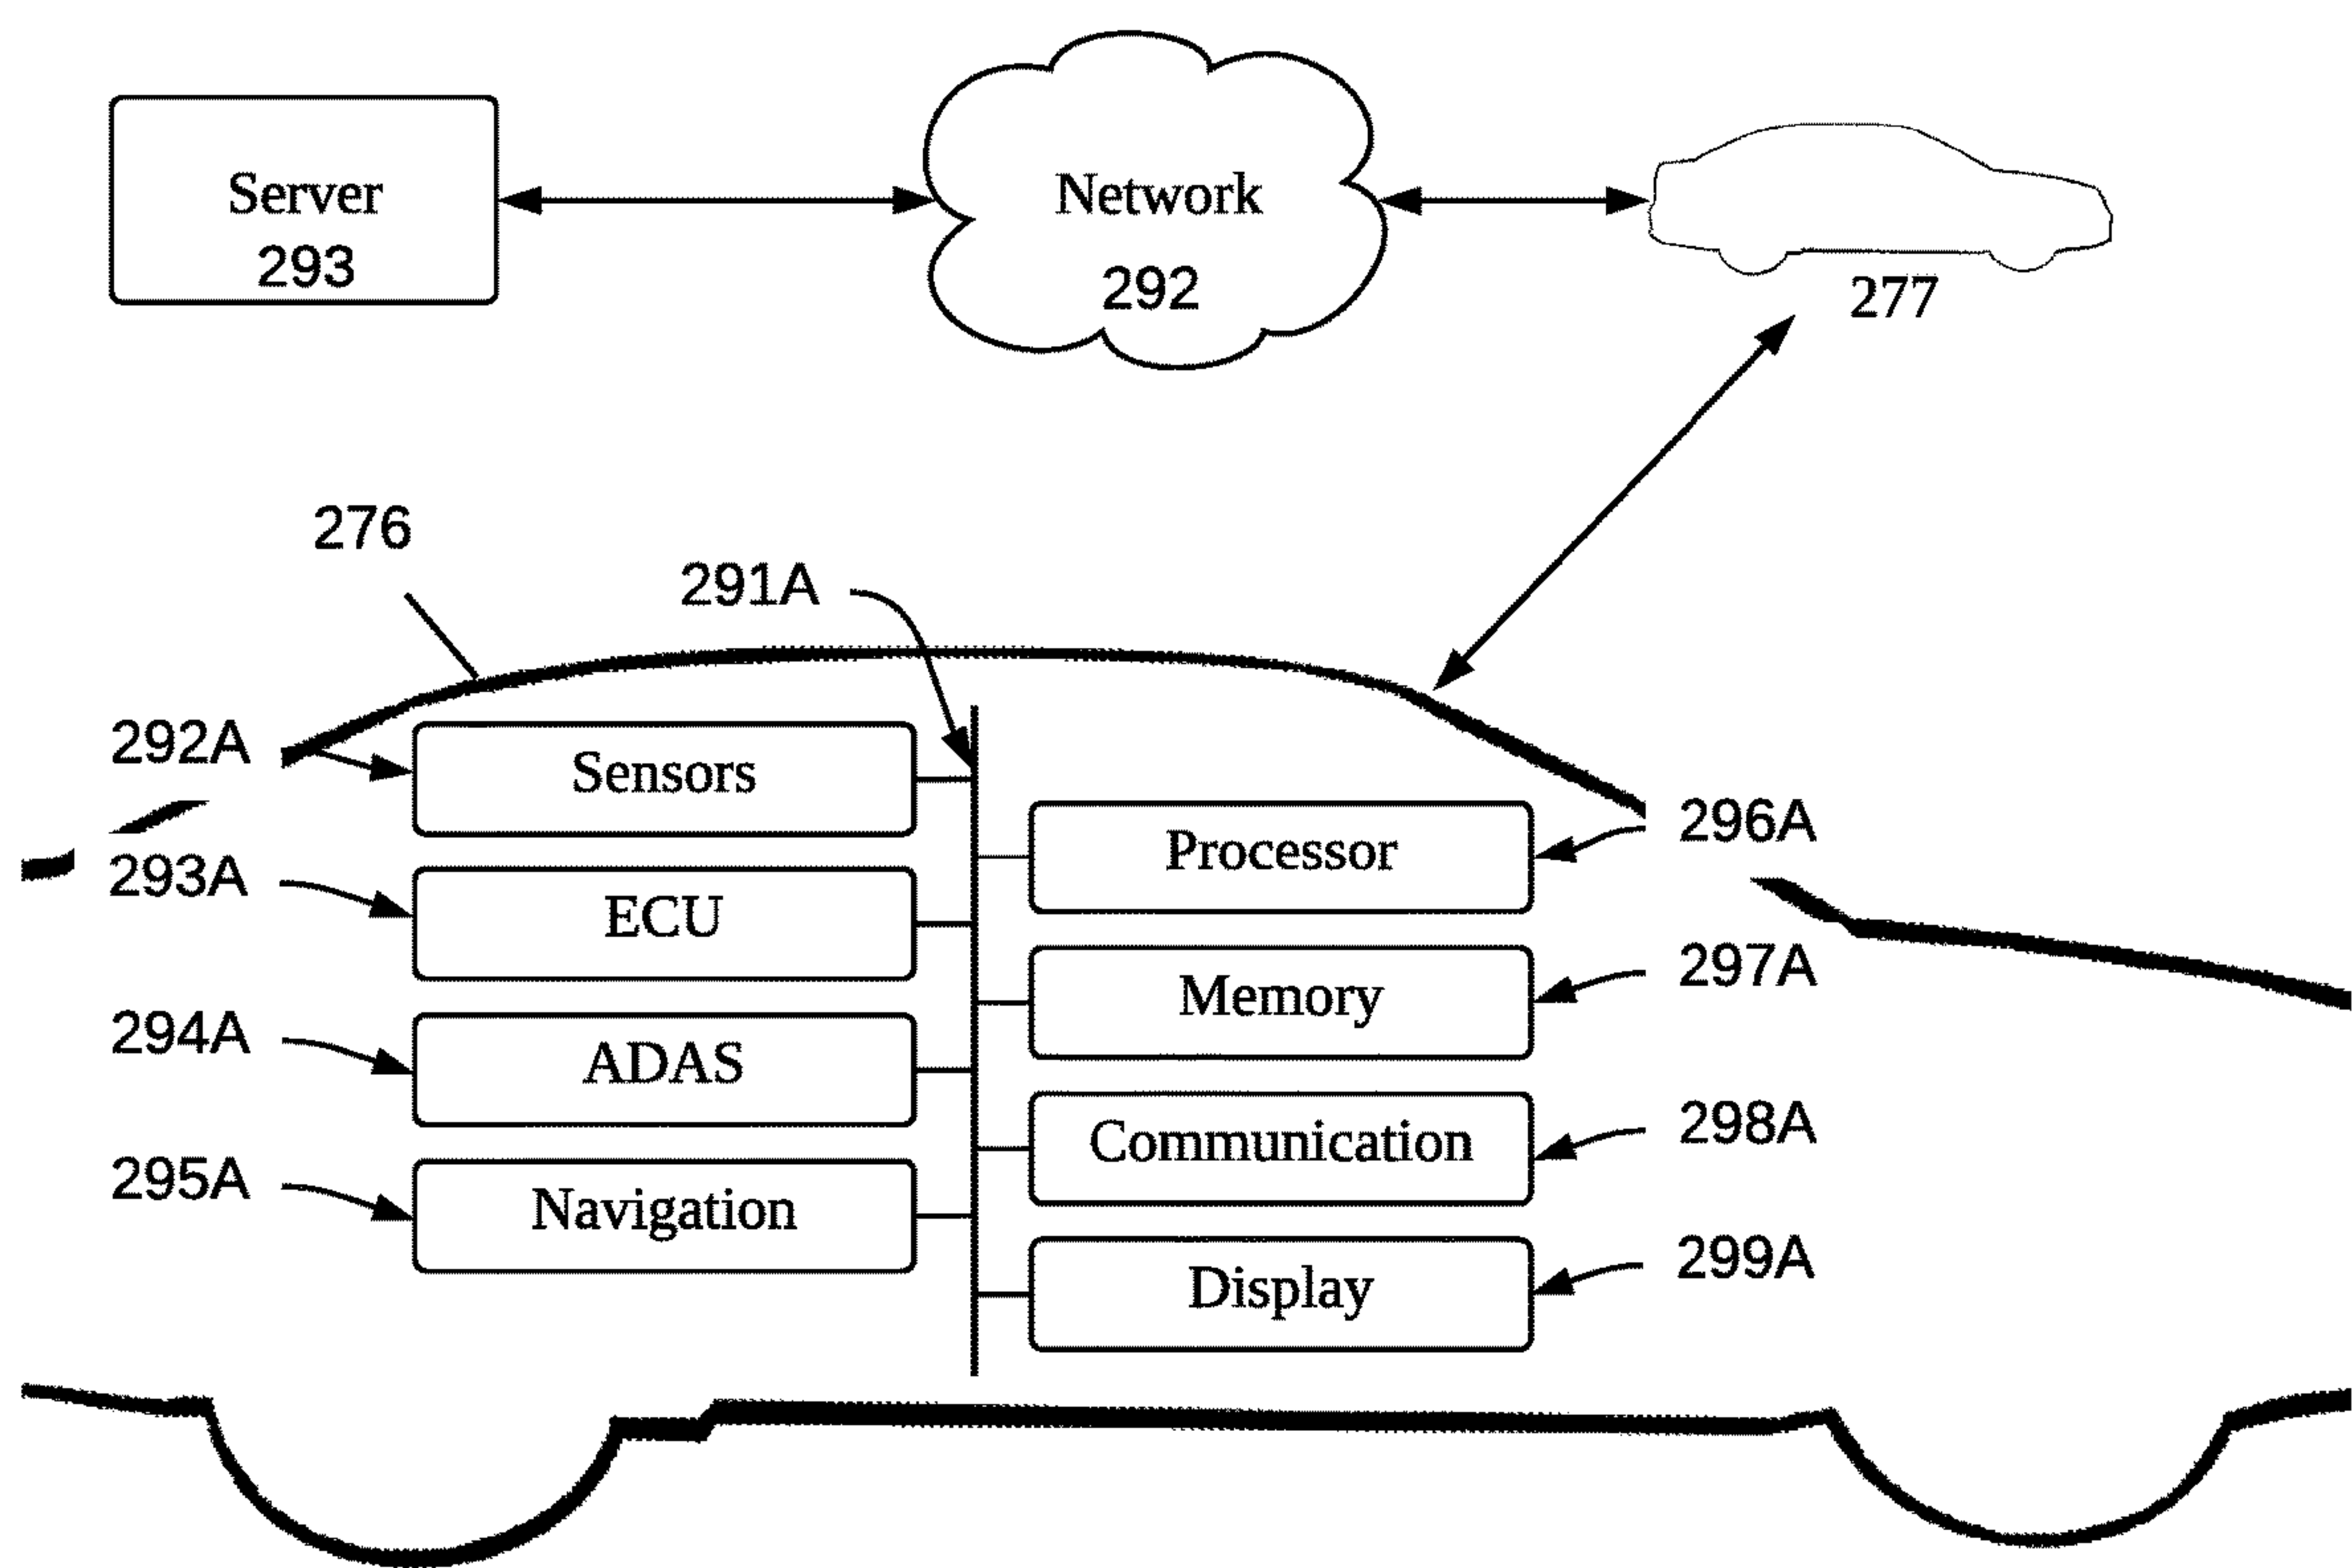 Server
293
Network
292
277
276
291A
292A
Sensors
293A
ECU
294A
ADAS
295A
Navigation
Processor
296A
Memory
297A
Communication
298A
Display
299A